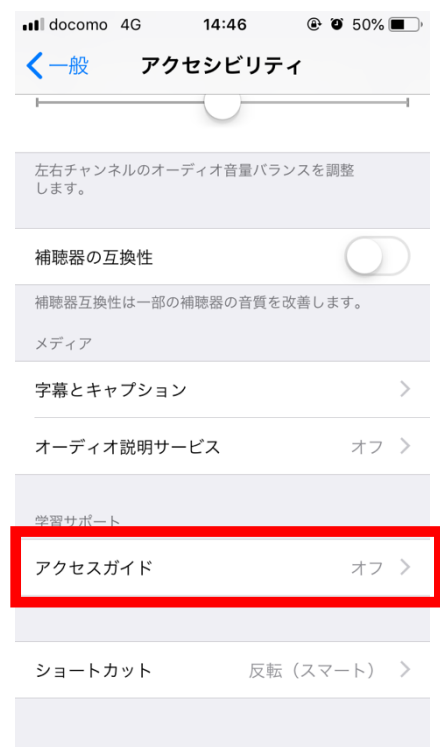 docomo 4G 14:46 50%
一般 アクセシビリティ
左右チャンネルのオーディオ音量バランスを調整
します。
補聴器の互換性
補聴器互換性は一部の補聴器の音質を改善します。
メディア
字幕とキャプション
オーディオ説明サービス オフ
学習サポート
アクセスガイド オフ
ショートカット 反転（スマート）